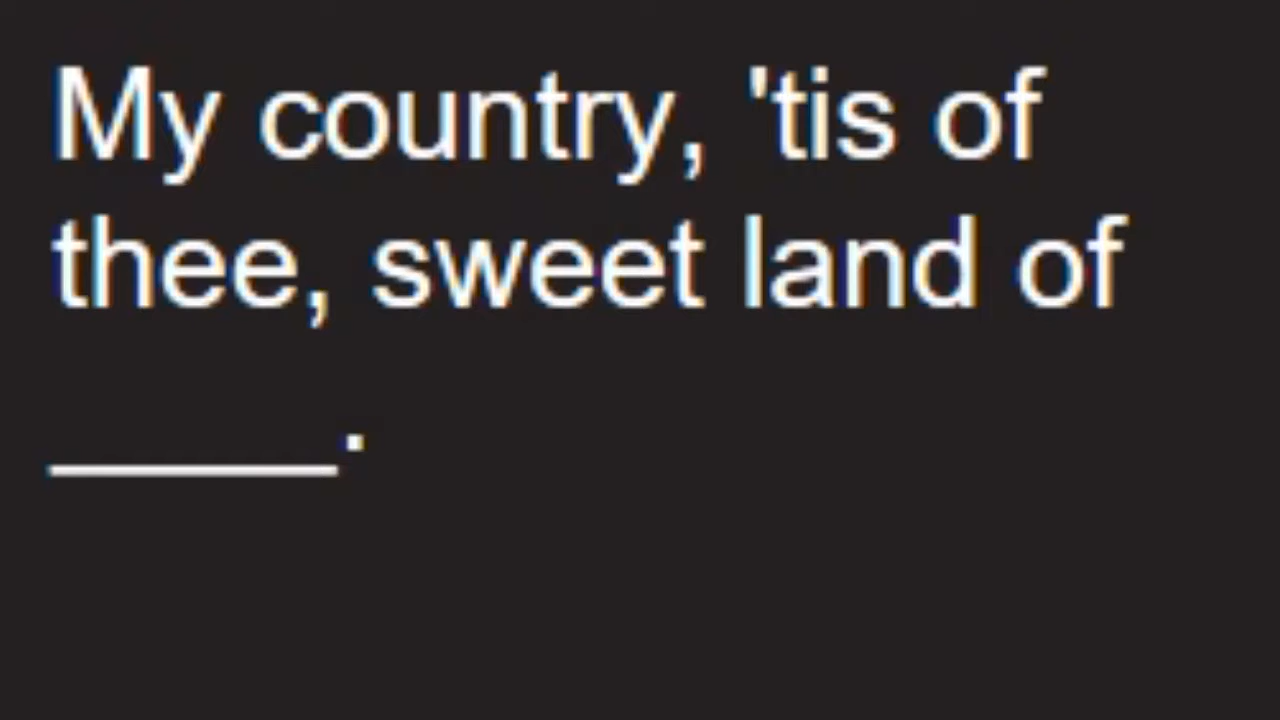 My country, 'tis of
thee, sweet land of
_____.